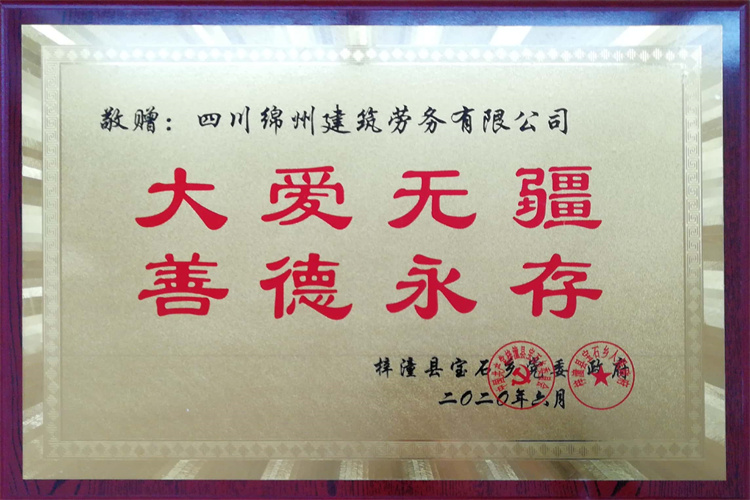 敬赠：四川绵州建筑劳务有限公司
大爱无疆
善德永存
梓潼县宝石乡党委政府
二〇二〇年六月